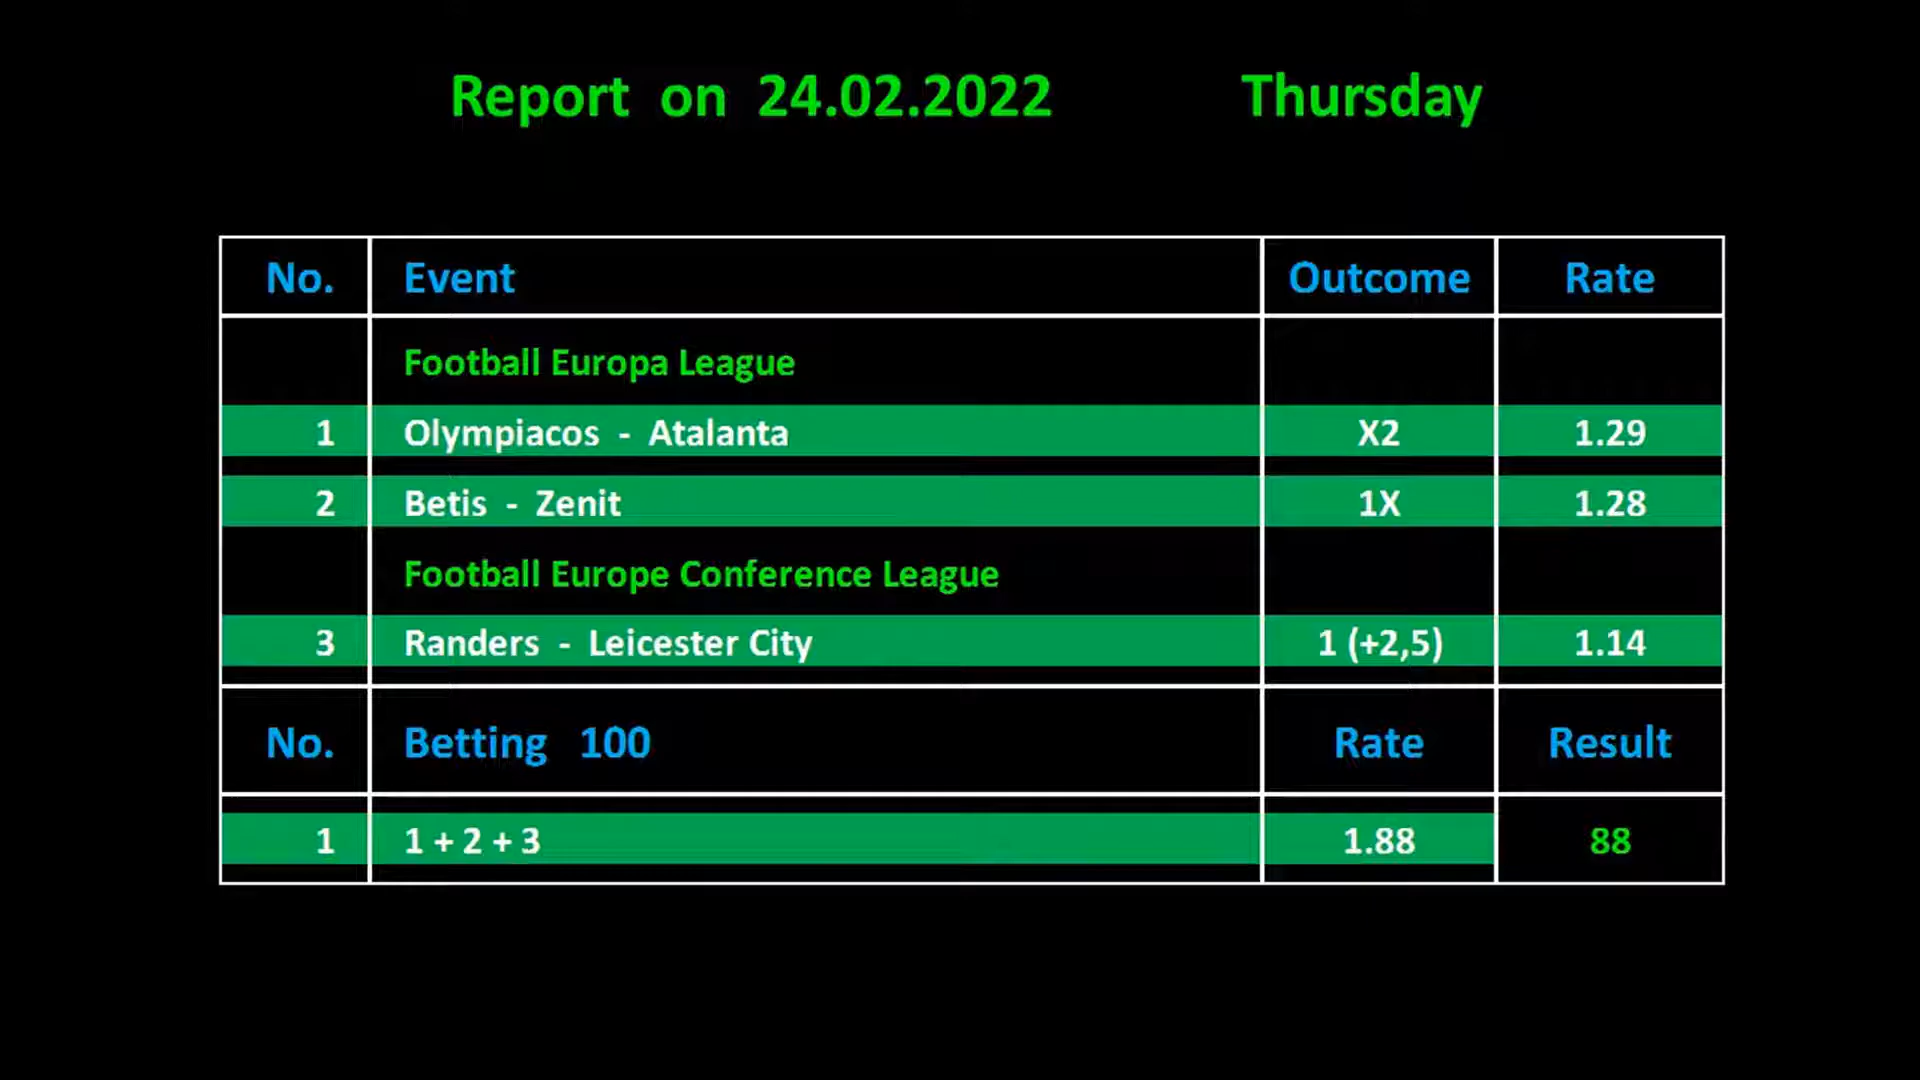 Report on 24.02.2022 Thursday
No. Event Outcome Rate
Football Europa League
1 Olympiacos - Atalanta X2 1.29
2 Betis - Zenit 1X 1.28
Football Europe Conference League
3 Randers - Leicester City 1 (+2,5) 1.14
No. Betting 100 Rate Result
1 1 + 2 + 3 1.88 88